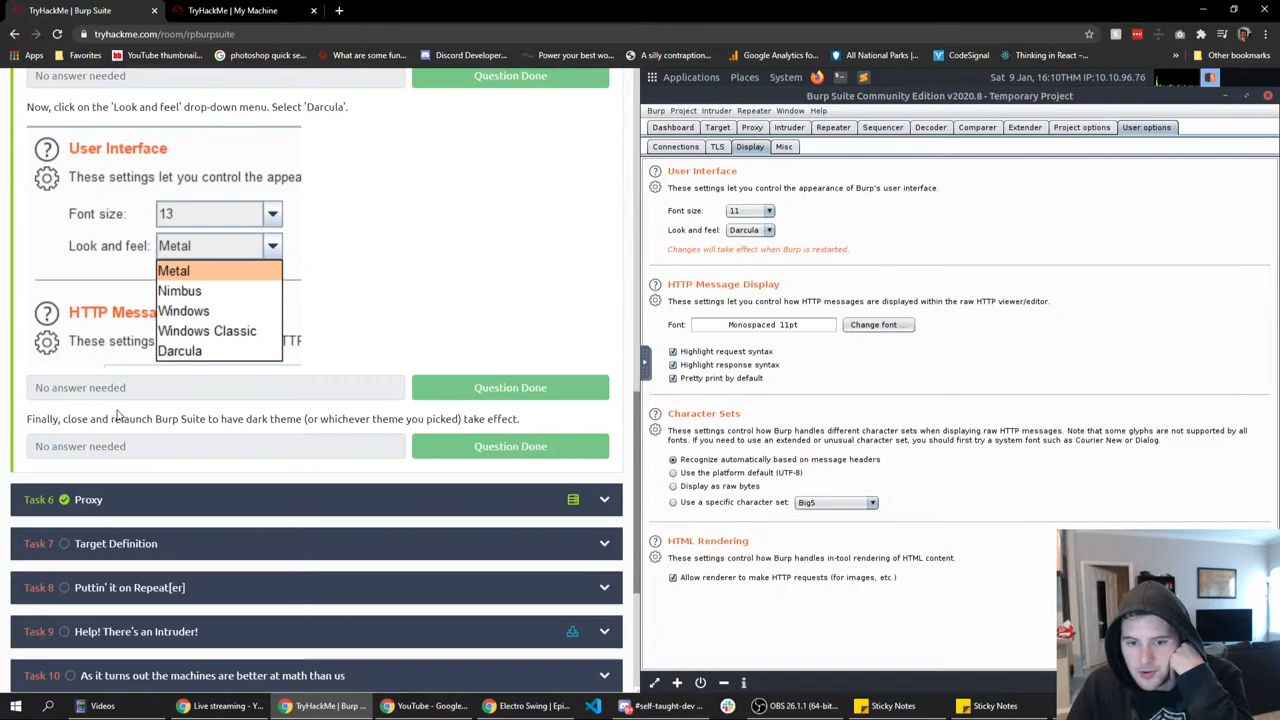 TryHackMe | Burp Suite
TryHackMe | My Machine
tryhackme.com/room/rpburpsuite
Apps
Favorites
YouTube thumbnail...
What are some fun...
photoshop quick se...
Discord Developer...
Power your best wo...
A silly contraption...
Google Analytics fo...
All National Parks |...
CodeSignal
Thinking in React –...
Other bookmarks
No answer needed
Question Done
Now, click on the 'Look and feel' drop-down menu. Select 'Darcula'.
User Interface
These settings let you control the appea
Font size: 13
Look and feel: Metal
Metal
Nimbus
Windows
Windows Classic
Darcula
HTTP Messa
These settings
TP
No answer needed
Question Done
Finally, close and relaunch Burp Suite to have dark theme (or whichever theme you picked) take effect.
No answer needed
Question Done
Task 6 Proxy
Task 7 Target Definition
Task 8 Puttin' it on Repeat[er]
Task 9 Help! There's an Intruder!
Task 10 As it turns out the machines are better at math than us
Applications Places System
Sat 9 Jan, 16:10 THM IP:10.10.96.76
Burp Suite Community Edition v2020.8 - Temporary Project
Burp Project Intruder Repeater Window Help
Dashboard Target Proxy Intruder Repeater Sequencer Decoder Comparer Extender Project options User options
Connections TLS Display Misc
User Interface
These settings let you control the appearance of Burp's user interface.
Font size: 11
Look and feel: Darcula
Changes will take effect when Burp is restarted.
HTTP Message Display
These settings let you control how HTTP messages are displayed within the raw HTTP viewer/editor.
Font: Monospaced 11pt Change font ...
Highlight request syntax
Highlight response syntax
Pretty print by default
Character Sets
These settings control how Burp handles different character sets when displaying raw HTTP messages. Note that some glyphs are not supported by all
fonts. If you need to use an extended or unusual character set, you should first try a system font such as Courier New or Dialog.
Recognize automatically based on message headers
Use the platform default (UTF-8)
Display as raw bytes
Use a specific character set: Big5
HTML Rendering
These settings control how Burp handles in-tool rendering of HTML content.
Allow renderer to make HTTP requests (for images, etc.)
Videos
Live streaming - Y...
TryHackMe | Burp ...
YouTube - Google...
Electro Swing | Epi...
#self-taught-dev ...
OBS 26.1.1 (64-bit...
Sticky Notes
Sticky Notes